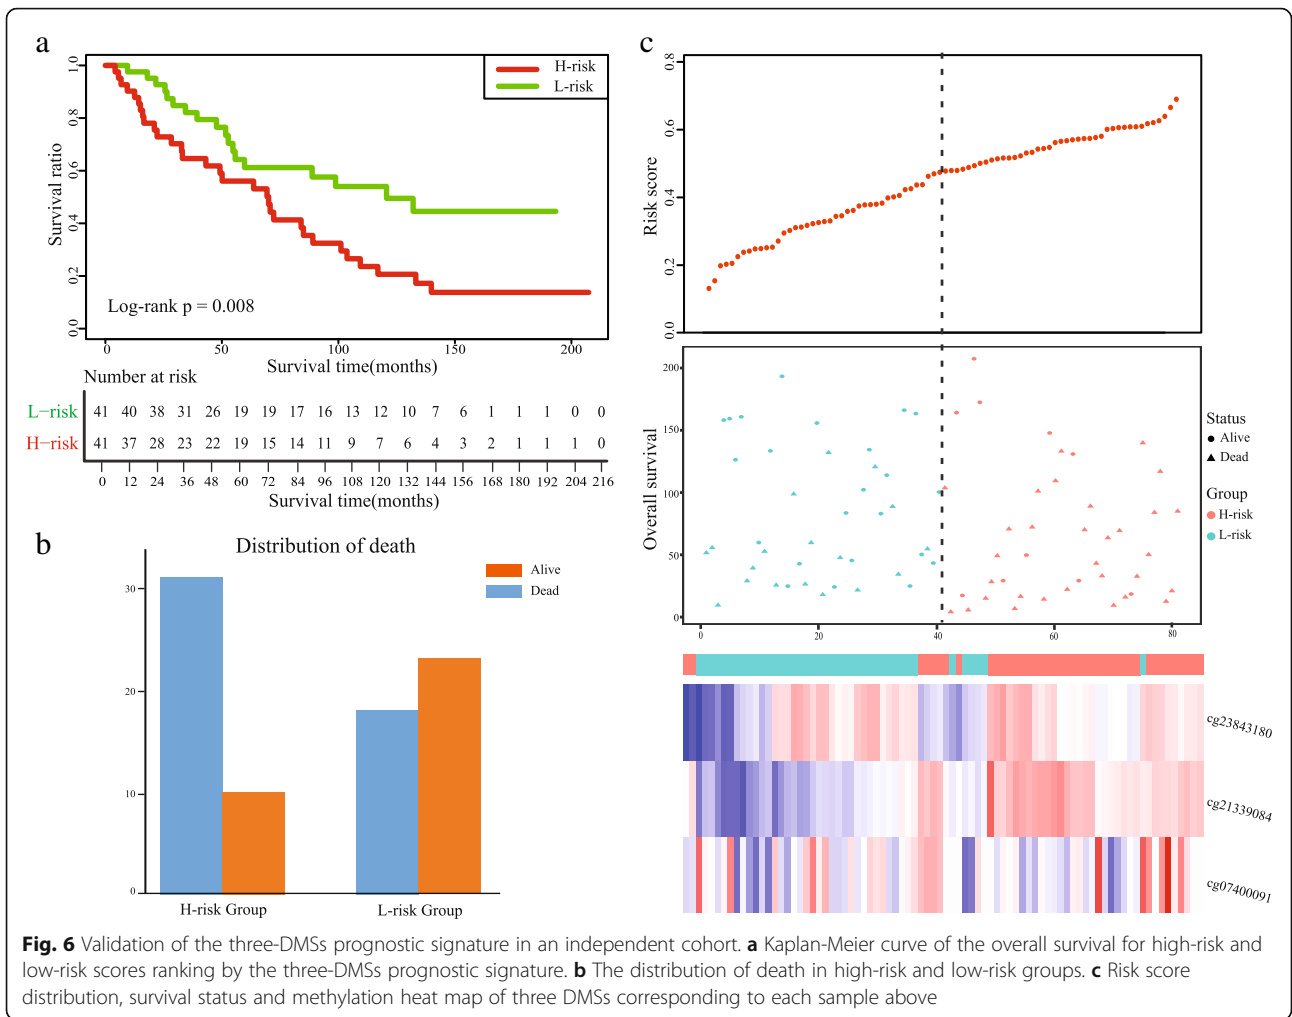 a
H-risk
L-risk
Survival ratio
0.0 0.2 0.4 0.6 0.8 1.0
Log-rank p = 0.008
0 50 100 150 200
Survival time(months)
Number at risk
L−risk 41 40 38 31 26 19 19 17 16 13 12 10 7 6 1 1 1 0 0
H−risk 41 37 28 23 22 19 15 14 11 9 7 6 4 3 2 1 1 1 0
0 12 24 36 48 60 72 84 96 108 120 132 144 156 168 180 192 204 216
Survival time(months)
b
Distribution of death
Alive
Dead
30
20
10
0
H-risk Group L-risk Group
c
Risk score
0.0 0.2 0.4 0.6 0.8
Overall survival
200
150
100
50
0
0 20 40 60 80
Status
Alive
Dead
Group
H-risk
L-risk
cg23843180
cg21339084
cg07400091
Fig. 6 Validation of the three-DMSs prognostic signature in an independent cohort. a Kaplan-Meier curve of the overall survival for high-risk and
low-risk scores ranking by the three-DMSs prognostic signature. b The distribution of death in high-risk and low-risk groups. c Risk score
distribution, survival status and methylation heat map of three DMSs corresponding to each sample above